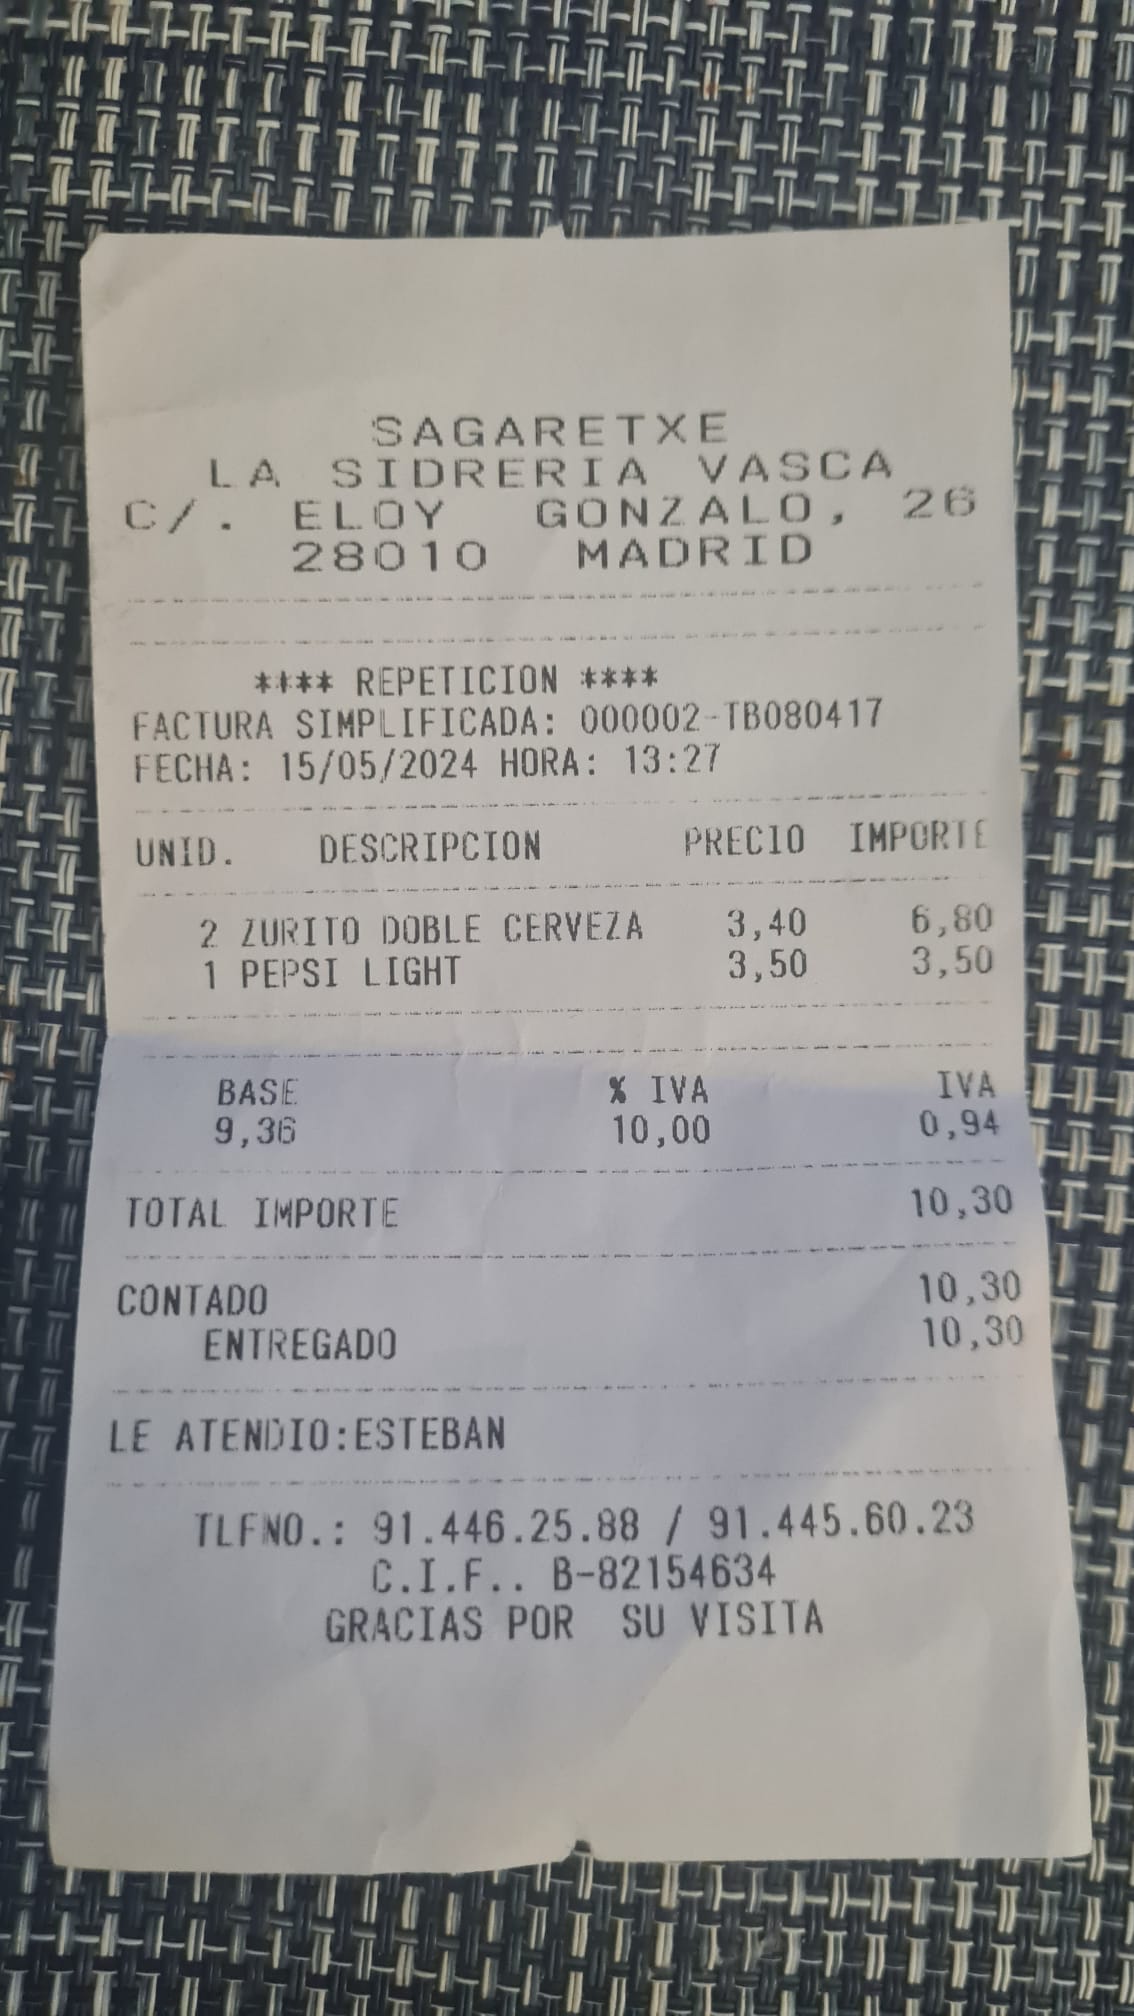 SAGARETXE
LA SIDRERIA VASCA
C/. ELOY GONZALO, 26
28010 MADRID
**** REPETICION ****
FACTURA SIMPLIFICADA: 000002-TB080417
FECHA: 15/05/2024 HORA: 13:27
UNID. DESCRIPCION PRECIO IMPORTE
2 ZURITO DOBLE CERVEZA 3,40 6,80
1 PEPSI LIGHT 3,50 3,50
BASE % IVA IVA
9,36 10,00 0,94
TOTAL IMPORTE 10,30
CONTADO 10,30
ENTREGADO 10,30
LE ATENDIO:ESTEBAN
TLFNO.: 91.446.25.88 / 91.445.60.23
C.I.F.. B-82154634
GRACIAS POR SU VISITA